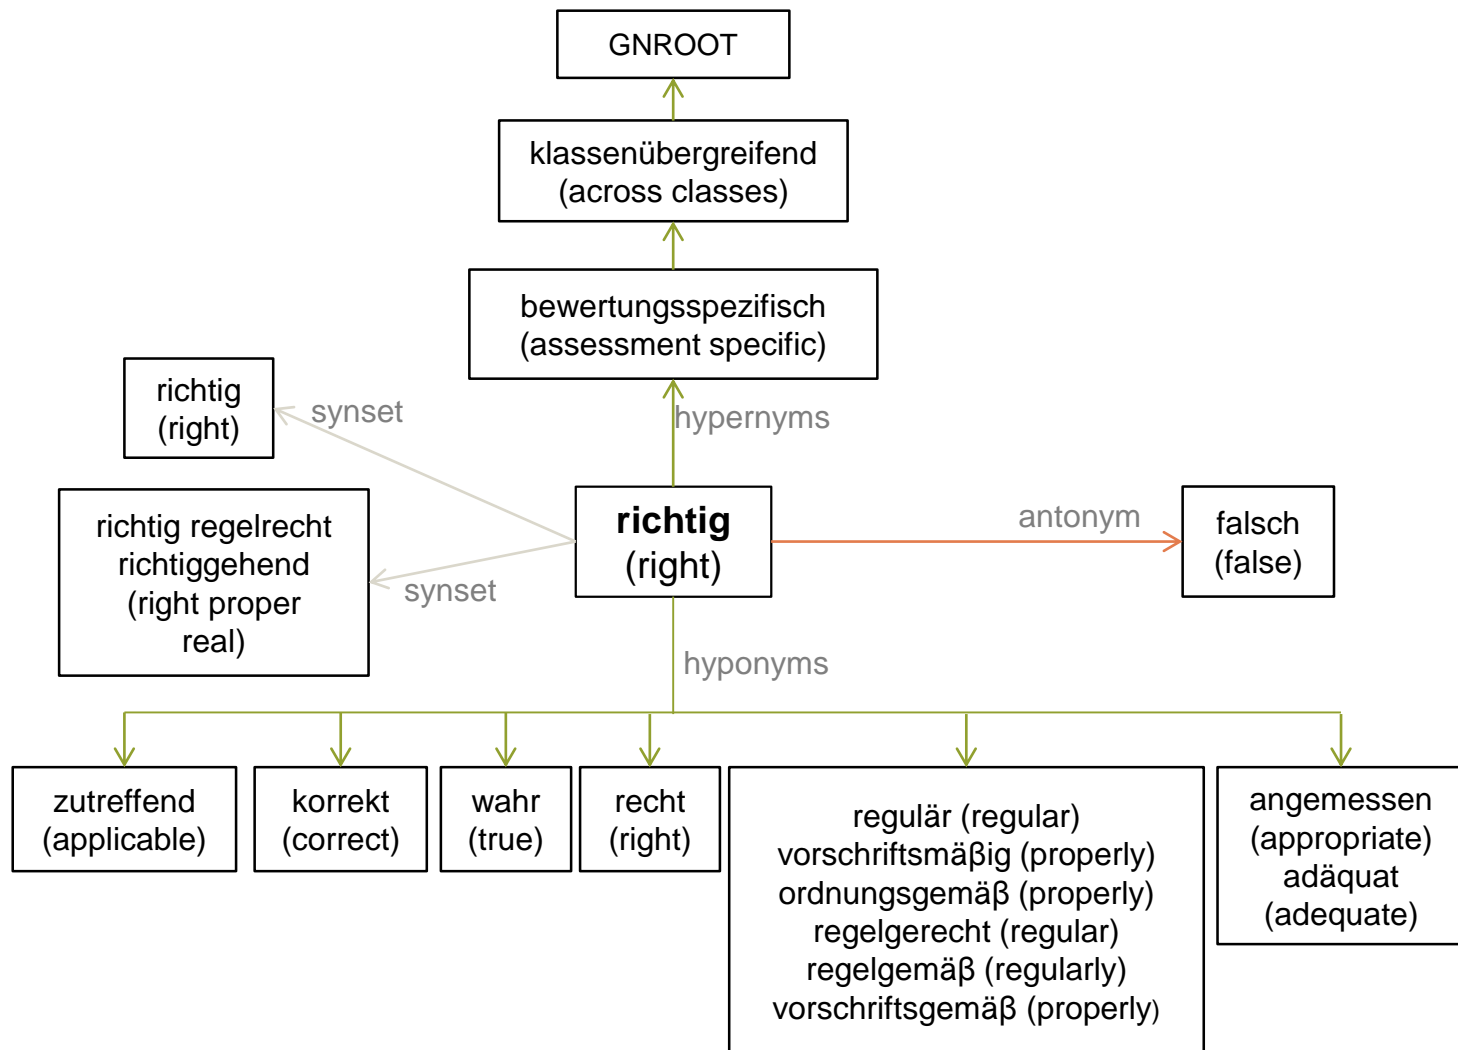 GNROOT
klassenübergreifend
(across classes)
bewertungsspezifisch
(assessment specific)
richtig
(right)
synset
hypernyms
richtig regelrecht
richtiggehend
(right proper
real)
synset
richtig
(right)
antonym
falsch
(false)
hyponyms
zutreffend
(applicable)
korrekt
(correct)
wahr
(true)
recht
(right)
regulär (regular)
vorschriftsmäβig (properly)
ordnungsgemäβ (properly)
regelgerecht (regular)
regelgemäβ (regularly)
vorschriftsgemäβ (properly)
angemessen
(appropriate)
adäquat
(adequate)